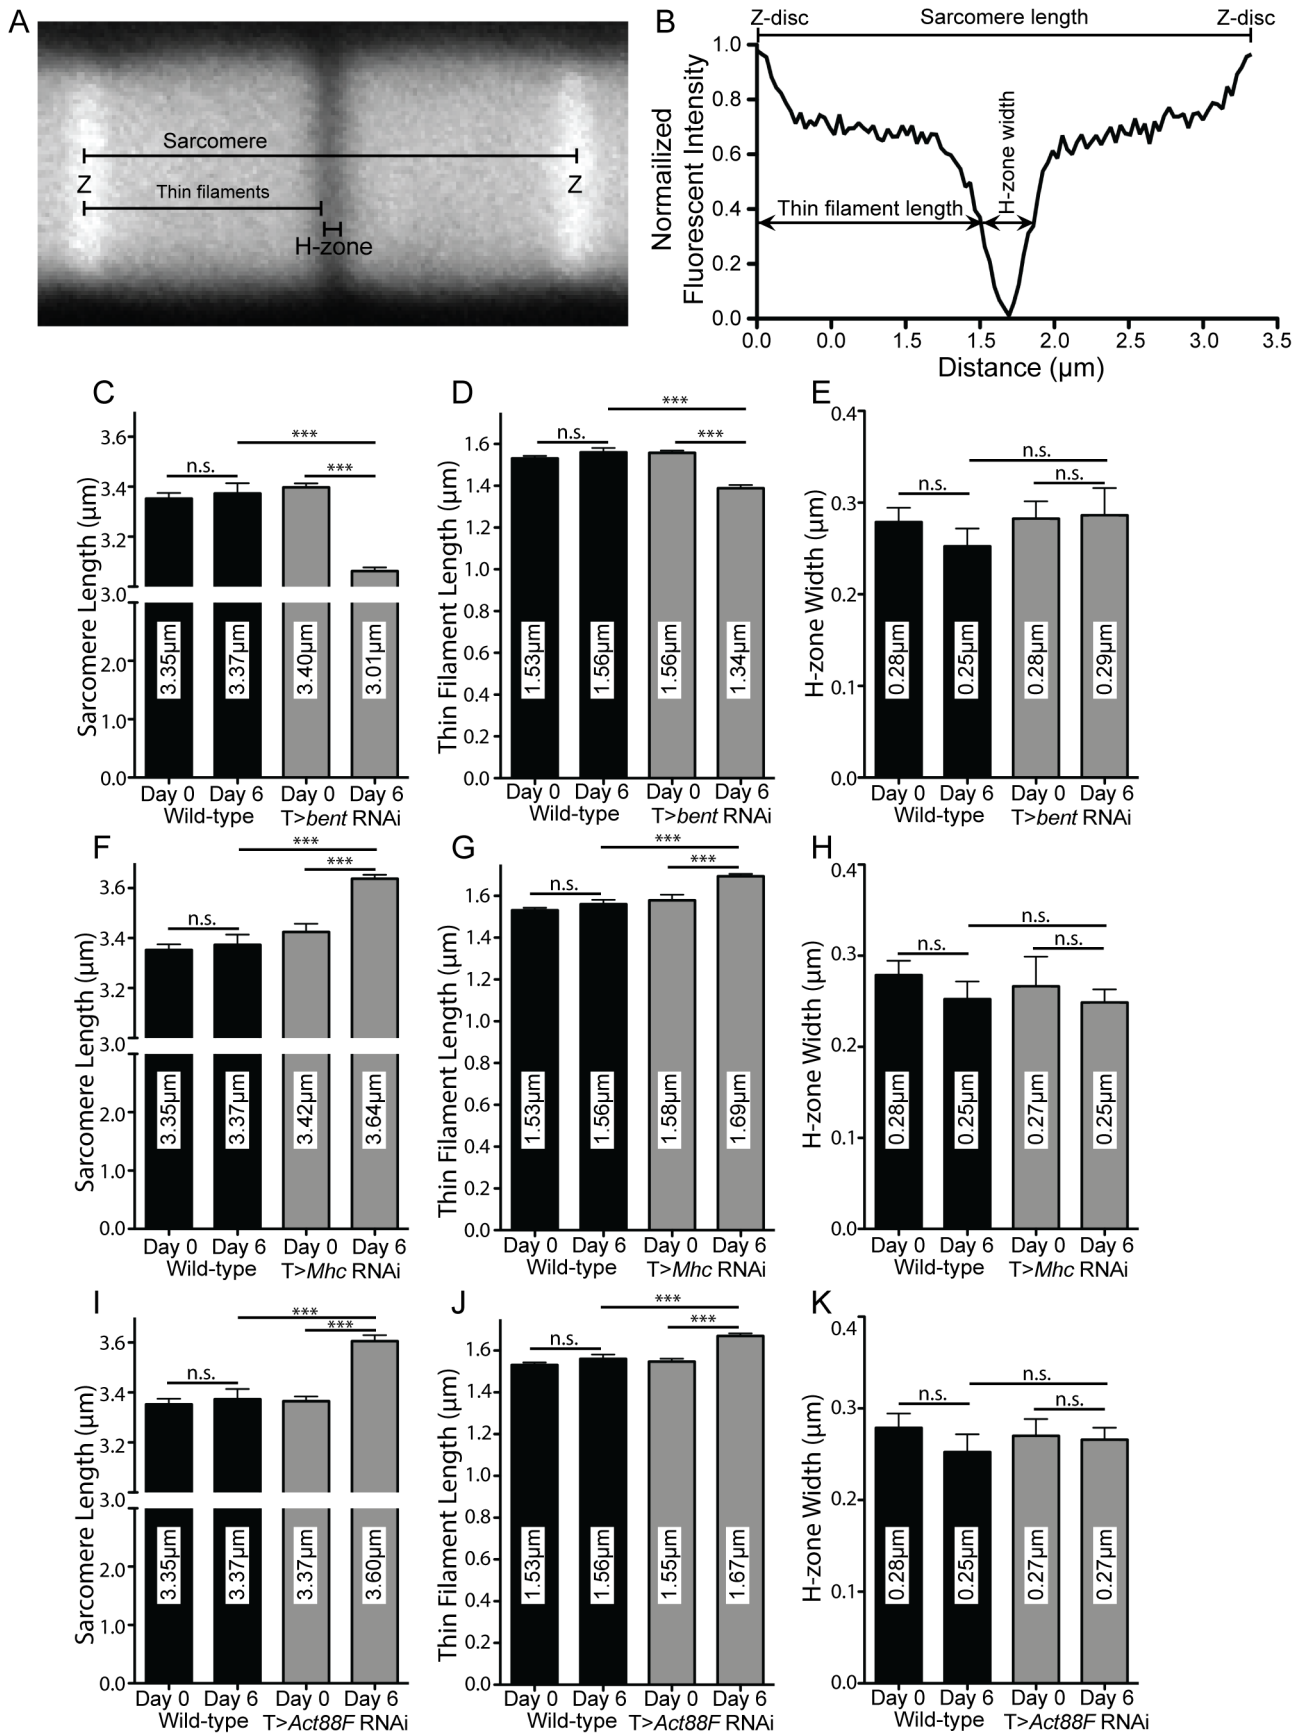 A
Sarcomere
Z
Z
Thin filaments
H-zone
B
Z-disc
Sarcomere length
Z-disc
Normailized
Fluorescent Intensity
1.0
0.8
0.6
0.4
0.2
0.0
H-zone width
Thin filament length
0.0
0.0
1.5
1.5
2.0
2.5
3.0
3.5
Distance (µm)
C
Sarcomere Length (µm)
3.6
3.4
3.2
3.0
2.0
1.0
0.0
n.s.
***
***
3.35µm
3.37µm
3.40µm
3.01µm
Day 0
Day 6
Day 0
Day 6
Wild-type
T>bent RNAi
D
Thin Filament Length (µm)
1.6
1.4
1.2
1.0
0.8
0.6
0.4
0.2
0.0
n.s.
***
***
1.53µm
1.56µm
1.56µm
1.34µm
Day 0
Day 6
Day 0
Day 6
Wild-type
T>bent RNAi
E
H-zone Width (µm)
0.4
0.3
0.2
0.1
0.0
n.s.
n.s.
n.s.
0.28µm
0.25µm
0.28µm
0.29µm
Day 0
Day 6
Day 0
Day 6
Wild-type
T>bent RNAi
F
Sarcomere Length (µm)
3.6
3.4
3.2
3.0
2.0
1.0
0.0
n.s.
***
***
3.35µm
3.37µm
3.42µm
3.64µm
Day 0
Day 6
Day 0
Day 6
Wild-type
T>Mhc RNAi
G
Thin Filament Length (µm)
1.6
1.4
1.2
1.0
0.8
0.6
0.4
0.2
0.0
n.s.
***
***
1.53µm
1.56µm
1.58µm
1.69µm
Day 0
Day 6
Day 0
Day 6
Wild-type
T>Mhc RNAi
H
H-zone Width (µm)
0.4
0.3
0.2
0.1
0.0
n.s.
n.s.
n.s.
0.28µm
0.25µm
0.27µm
0.25µm
Day 0
Day 6
Day 0
Day 6
Wild-type
T>Mhc RNAi
I
Sarcomere Length (µm)
3.6
3.4
3.2
3.0
2.0
1.0
0.0
n.s.
***
***
3.35µm
3.37µm
3.37µm
3.60µm
Day 0
Day 6
Day 0
Day 6
Wild-type
T>Act88F RNAi
J
Thin Filament Length (µm)
1.6
1.4
1.2
1.0
0.8
0.6
0.4
0.2
0.0
n.s.
***
***
1.53µm
1.56µm
1.55µm
1.67µm
Day 0
Day 6
Day 0
Day 6
Wild-type
T>Act88F RNAi
K
H-zone Width (µm)
0.4
0.3
0.2
0.1
0.0
n.s.
n.s.
n.s.
0.28µm
0.25µm
0.27µm
0.27µm
Day 0
Day 6
Day 0
Day 6
Wild-type
T>Act88F RNAi